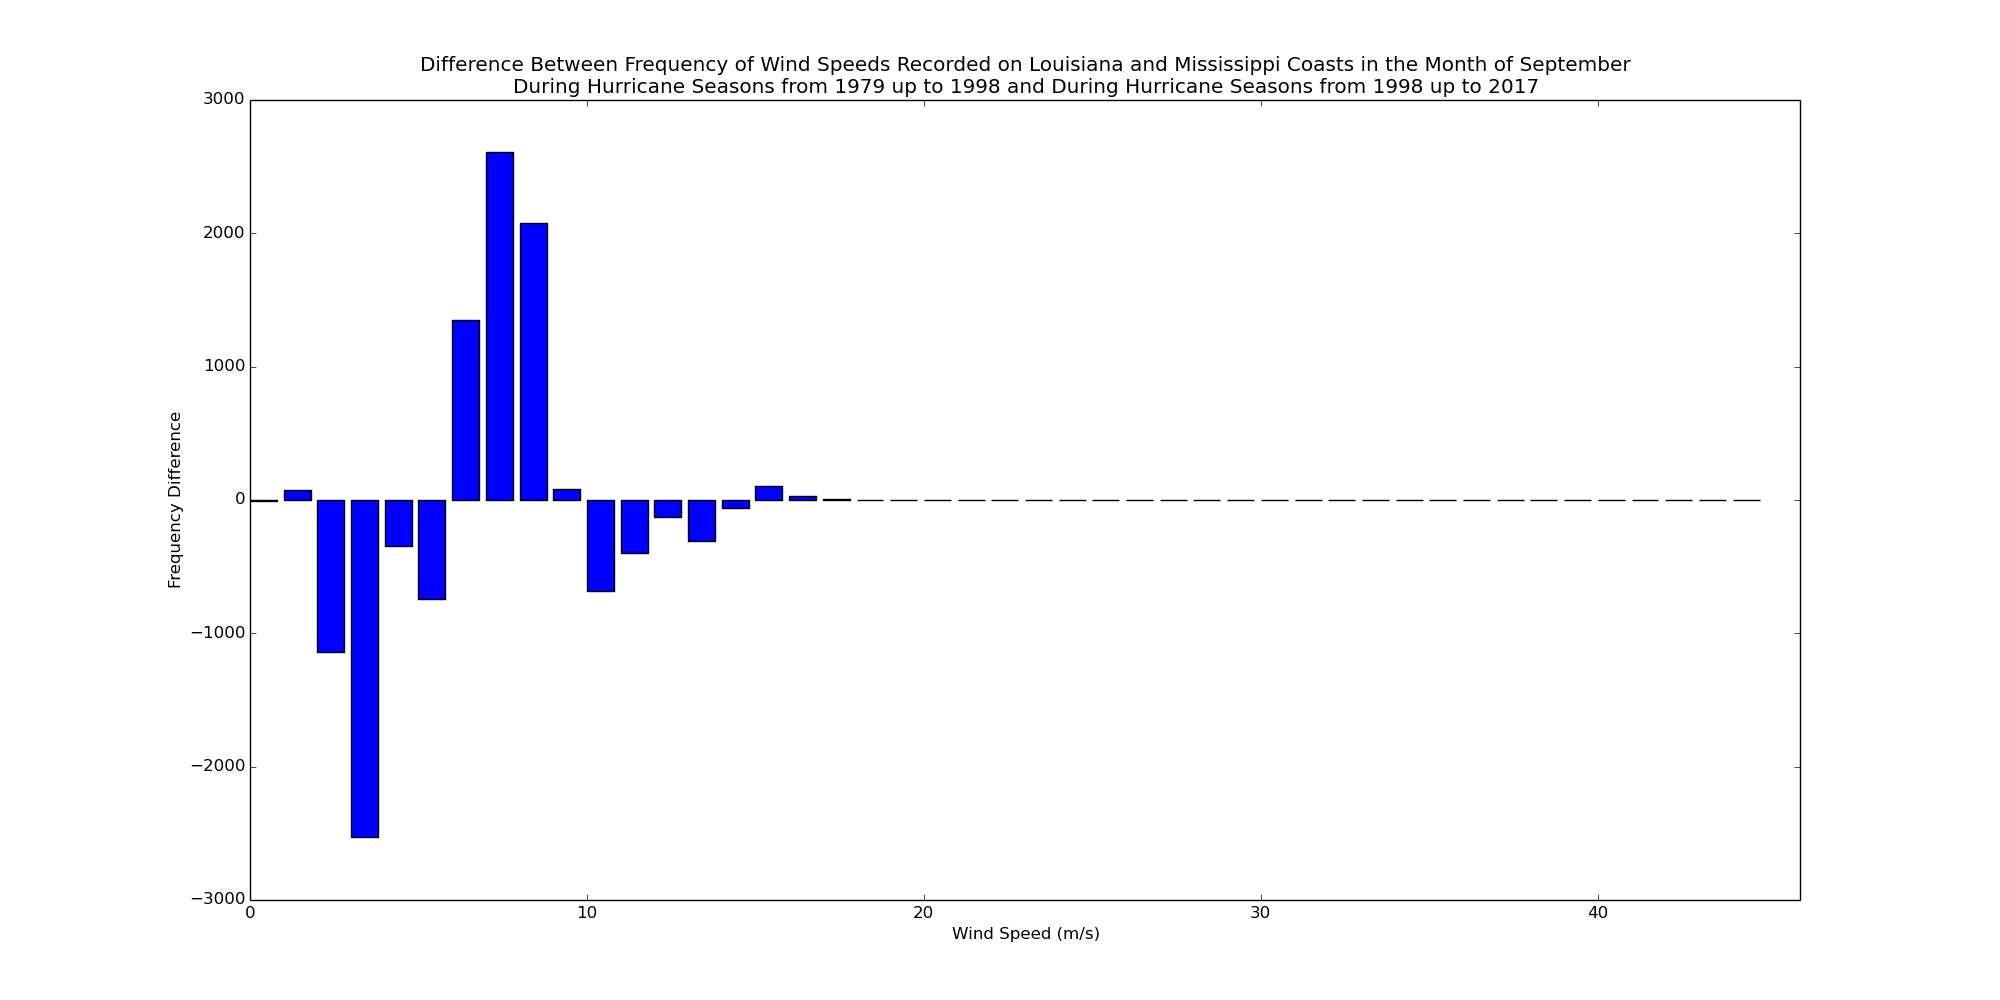 Difference Between Frequency of Wind Speeds Recorded on Louisiana and Mississippi Coasts in the Month of September
During Hurricane Seasons from 1979 up to 1998 and During Hurricane Seasons from 1998 up to 2017
3000
2000
1000
0
−1000
−2000
−3000
Frequency Difference
0 10 20 30 40
Wind Speed (m/s)